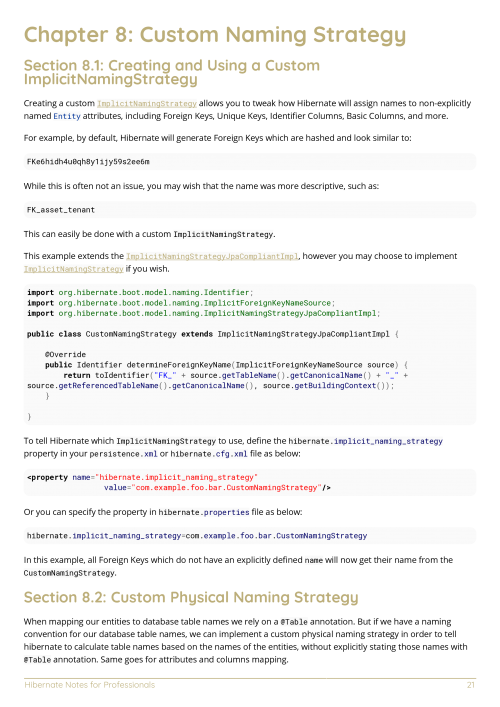 Chapter 8: Custom Naming Strategy
Section 8.1: Creating and Using a Custom
ImplicitNamingStrategy
Creating a custom ImplicitNamingStrategy allows you to tweak how Hibernate will assign names to non-explicitly
named Entity attributes, including Foreign Keys, Unique Keys, Identifier Columns, Basic Columns, and more.
For example, by default, Hibernate will generate Foreign Keys which are hashed and look similar to:
FKe6hidh4u0qh8y1ijy59s2ee6m
While this is often not an issue, you may wish that the name was more descriptive, such as:
FK_asset_tenant
This can easily be done with a custom ImplicitNamingStrategy.
This example extends the ImplicitNamingStrategyJpaCompliantImpl, however you may choose to implement
ImplicitNamingStrategy if you wish.
import org.hibernate.boot.model.naming.Identifier;
import org.hibernate.boot.model.naming.ImplicitForeignKeyNameSource;
import org.hibernate.boot.model.naming.ImplicitNamingStrategyJpaCompliantImpl;
public class CustomNamingStrategy extends ImplicitNamingStrategyJpaCompliantImpl {
@Override
public Identifier determineForeignKeyName(ImplicitForeignKeyNameSource source) {
return toIdentifier("FK_" + source.getTableName().getCanonicalName() + "_" +
source.getReferencedTableName().getCanonicalName(), source.getBuildingContext());
}
}
To tell Hibernate which ImplicitNamingStrategy to use, define the hibernate.implicit_naming_strategy
property in your persistence.xml or hibernate.cfg.xml file as below:
<property name="hibernate.implicit_naming_strategy"
value="com.example.foo.bar.CustomNamingStrategy"/>
Or you can specify the property in hibernate.properties file as below:
hibernate.implicit_naming_strategy=com.example.foo.bar.CustomNamingStrategy
In this example, all Foreign Keys which do not have an explicitly defined name will now get their name from the
CustomNamingStrategy.
Section 8.2: Custom Physical Naming Strategy
When mapping our entities to database table names we rely on a @Table annotation. But if we have a naming
convention for our database table names, we can implement a custom physical naming strategy in order to tell
hibernate to calculate table names based on the names of the entities, without explicitly stating those names with
@Table annotation. Same goes for attributes and columns mapping.
Hibernate Notes for Professionals 21